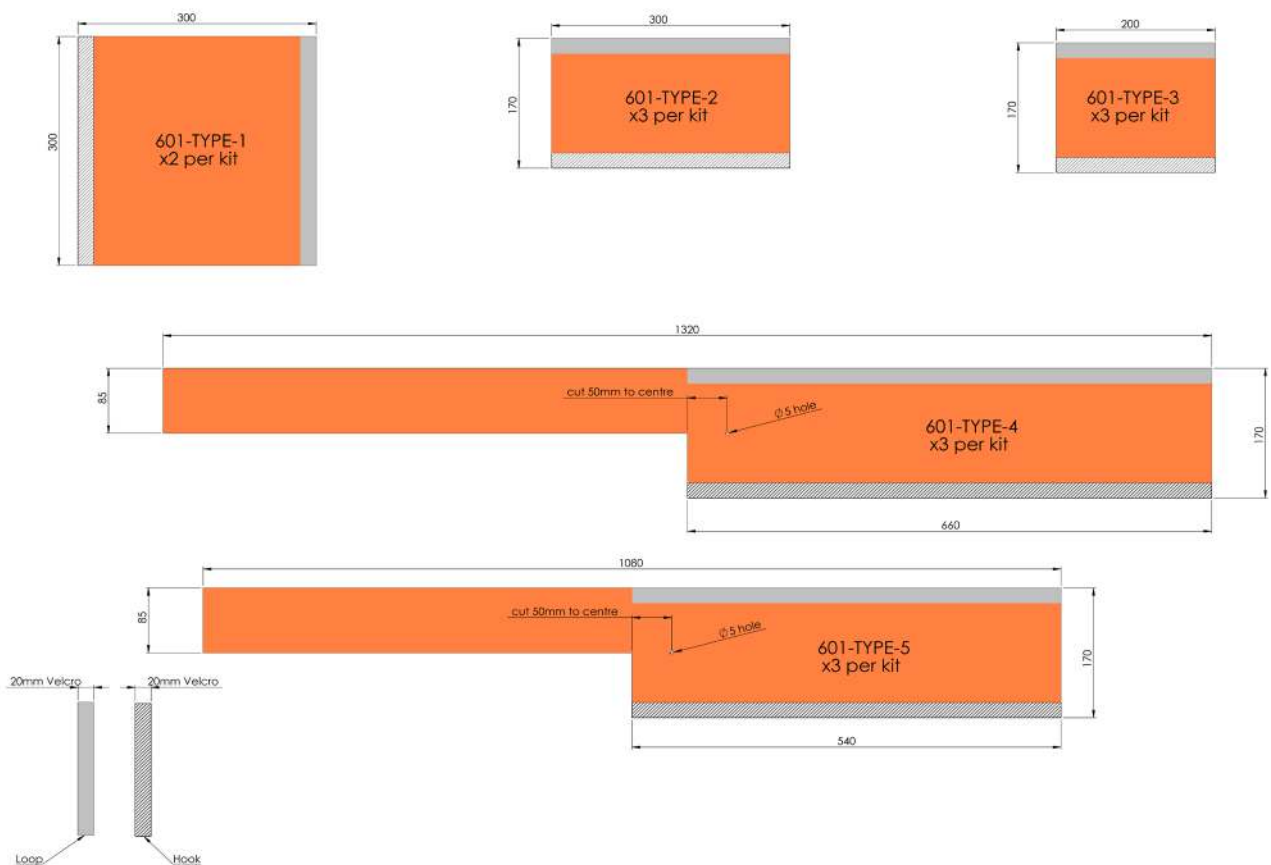 300
300
601-TYPE-1
x2 per kit
300
170
601-TYPE-2
x3 per kit
200
170
601-TYPE-3
x3 per kit
1320
85
cut 50mm to centre
∅5 hole
601-TYPE-4
x3 per kit
170
660
1080
85
cut 50mm to centre
∅5 hole
601-TYPE-5
x3 per kit
170
540
20mm Velcro
20mm Velcro
Loop
Hook